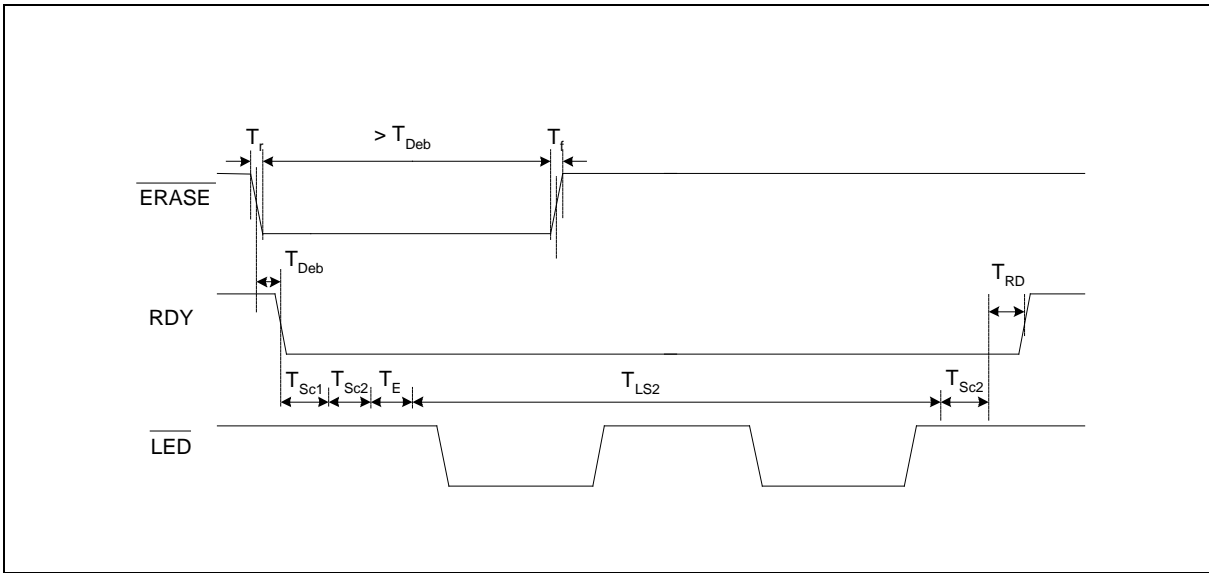 Tr > TDeb Tf
ERASE
TDeb
TRD
RDY
TSc1 TSc2 TE TLS2 TSc2
LED